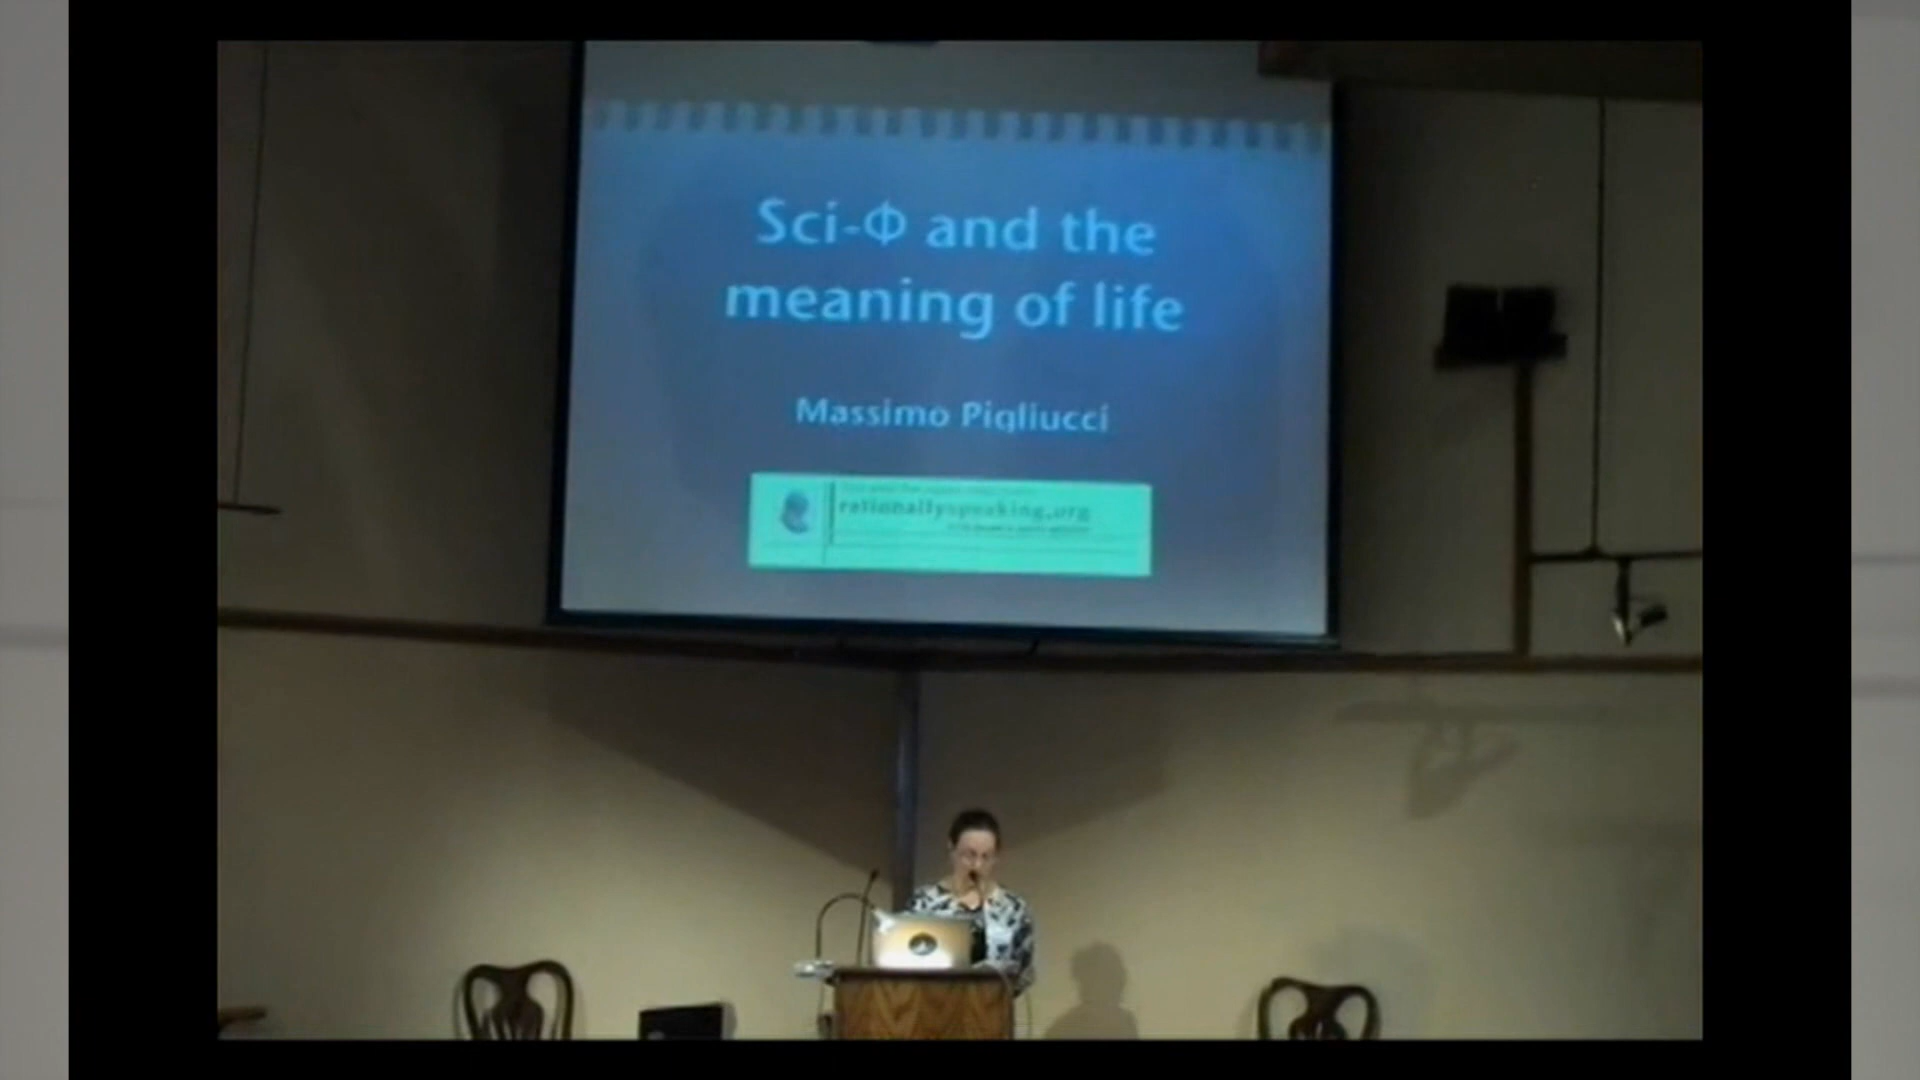 Sci-Φ and the
meaning of life
Massimo Pigliucci
rationallyspeaking.org